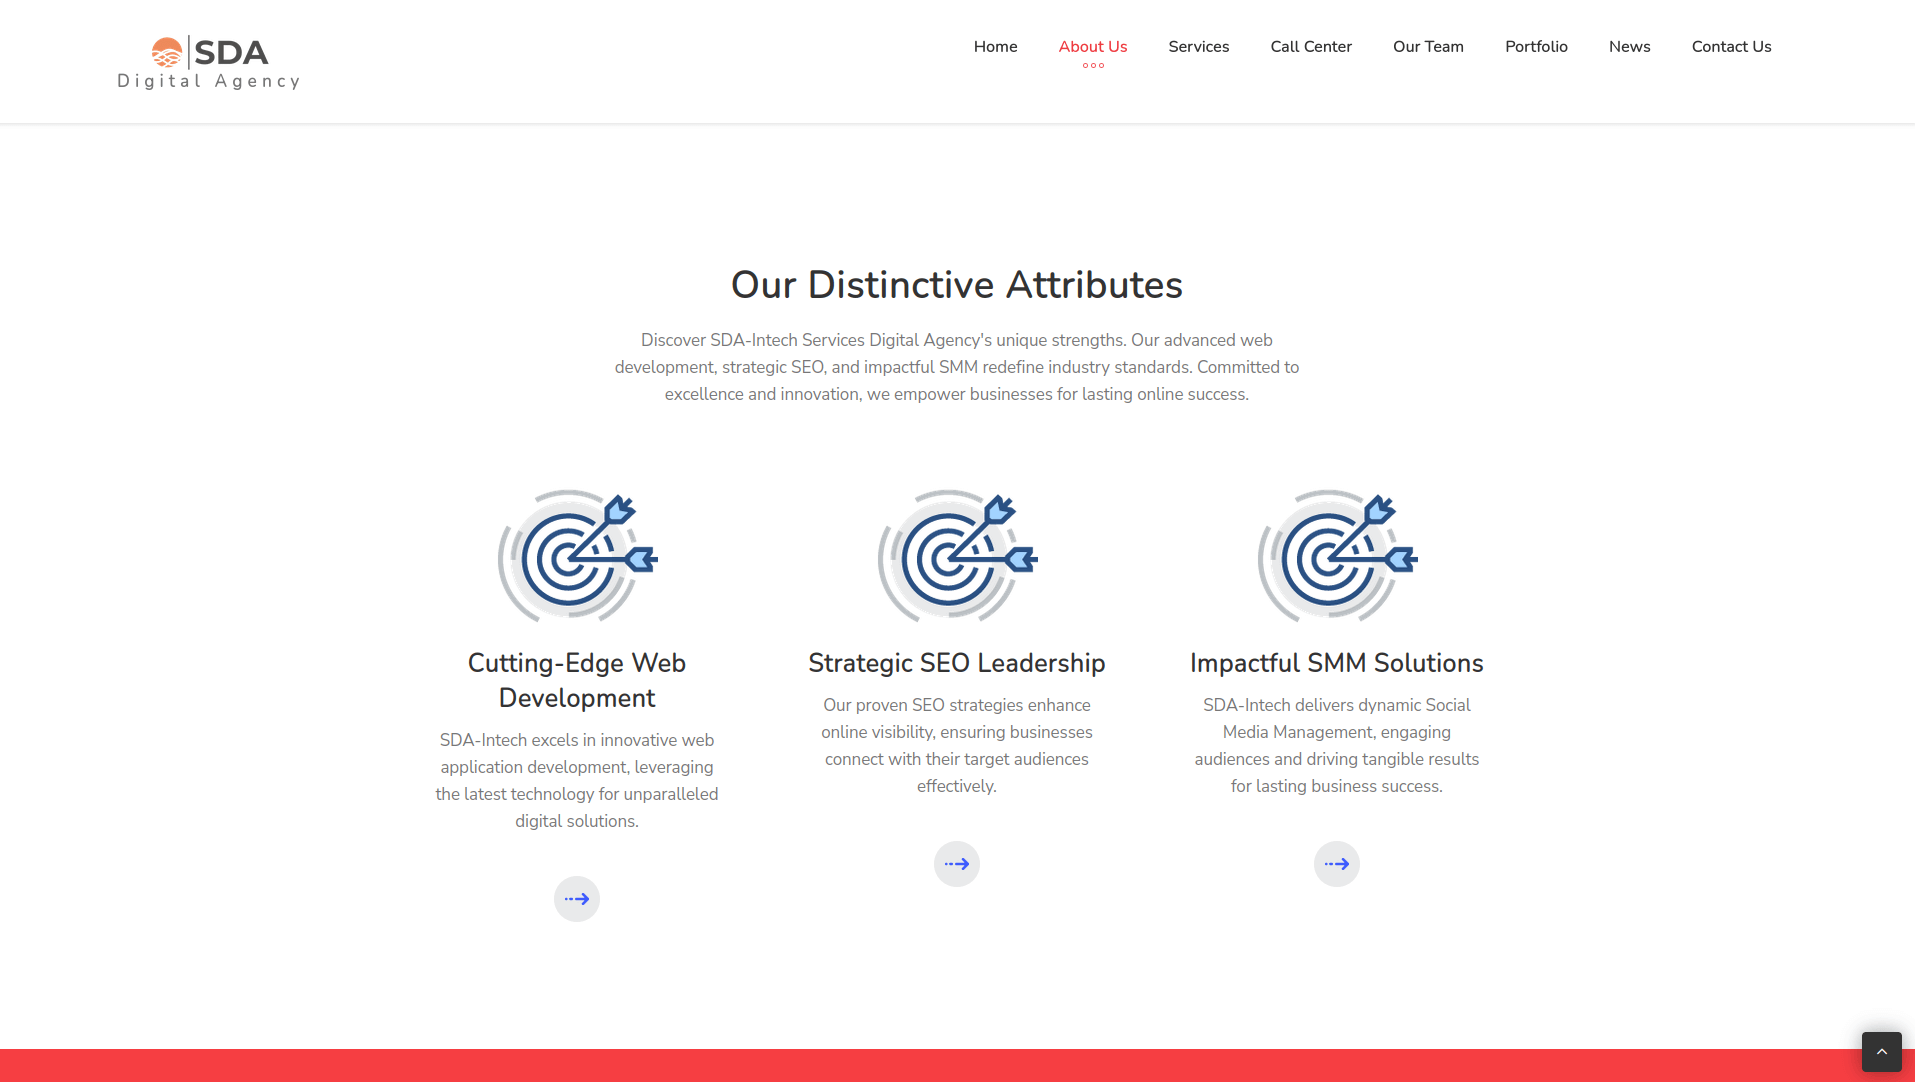 SDA
Digital Agency
Home
About Us
Services
Call Center
Our Team
Portfolio
News
Contact Us
Our Distinctive Attributes
Discover SDA-Intech Services Digital Agency's unique strengths. Our advanced web
development, strategic SEO, and impactful SMM redefine industry standards. Committed to
excellence and innovation, we empower businesses for lasting online success.
Cutting-Edge Web
Development
SDA-Intech excels in innovative web
application development, leveraging
the latest technology for unparalleled
digital solutions.
Strategic SEO Leadership
Our proven SEO strategies enhance
online visibility, ensuring businesses
connect with their target audiences
effectively.
Impactful SMM Solutions
SDA-Intech delivers dynamic Social
Media Management, engaging
audiences and driving tangible results
for lasting business success.